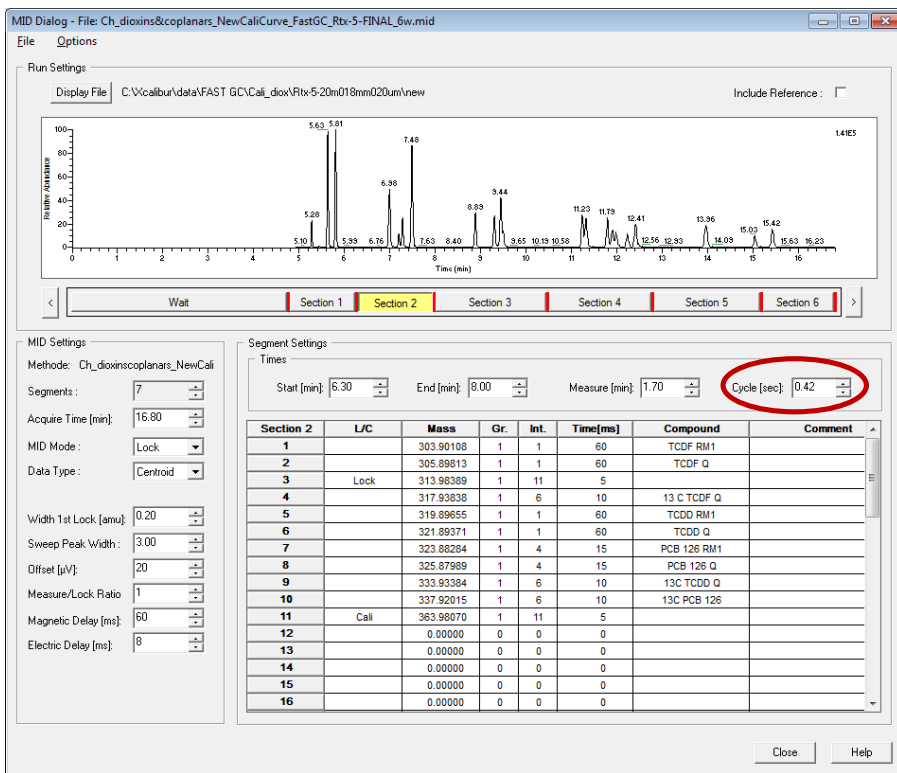 MID Dialog - File: Ch_dioxins&coplanars_NewCaliCurve_FastGC_Rtx-5-FINAL_6w.mid
File Options
Run Settings
Display File C:\Xcalibur\data\FAST GC\Cali_diox\Rtx-5-20m018mm020um\new Include Reference :
5.63 5.81 1.41E5
100
7.48
80
Relative Abundance
60
6.98
40
9.44
8.89 11.23 11.79
20
5.28 12.41 13.96
15.03 15.42
5.10 5.99 6.76 7.63 8.40 9.65 10.19 10.58 12.56 12.93 14.09 15.63 16.23
0
0 1 2 3 4 5 6 7 8 9 10 11 12 13 14 15 16
Time (min)
< Wait Section 1 Section 2 Section 3 Section 4 Section 5 Section 6 >
MID Settings
Methode: Ch_dioxinscoplanars_NewCali
Segments : 7
Acquire Time [min]: 16.80
MID Mode : Lock
Data Type : Centroid
Width 1st Lock [amu]: 0.20
Sweep Peak Width : 3.00
Offset [µV]: 20
Measure/Lock Ratio 1
Magnetic Delay [ms]: 60
Electric Delay [ms]: 8
Segment Settings
Times
Start [min]: 6.30 End [min]: 8.00 Measure [min]: 1.70 Cycle [sec]: 0.42
Section 2 L/C Mass Gr. Int. Time[ms] Compound Comment
1 303.90108 1 1 60 TCDF RM1
2 305.89813 1 1 60 TCDF Q
3 Lock 313.98389 1 11 5
4 317.93838 1 6 10 13 C TCDF Q
5 319.89655 1 1 60 TCDD RM1
6 321.89371 1 1 60 TCDD Q
7 323.88284 1 4 15 PCB 126 RM1
8 325.87989 1 4 15 PCB 126 Q
9 333.93384 1 6 10 13C TCDD Q
10 337.92015 1 6 10 13C PCB 126
11 Cali 363.98070 1 11 5
12 0.00000 0 0 0
13 0.00000 0 0 0
14 0.00000 0 0 0
15 0.00000 0 0 0
16 0.00000 0 0 0
Close Help